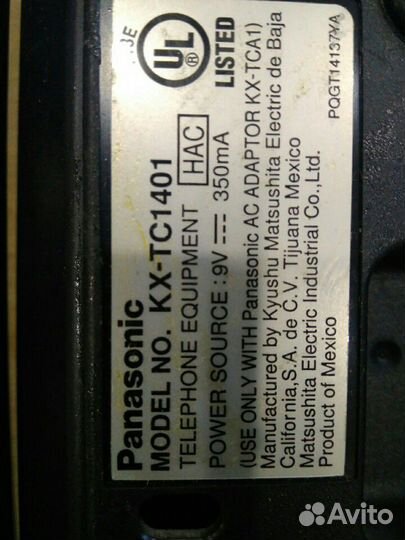 Panasonic
MODEL NO. KX-TC1401
TELEPHONE EQUIPMENT HAC
POWER SOURCE : 9V 350mA
(USE ONLY WITH Panasonic AC ADAPTOR KX-TCA1)
Manufactured by Kyushu Matsushita Electric de Baja
California,S.A. de C.V. Tijuana Mexico
Matsushita Electric Industrial Co.,Ltd.
Product of Mexico
UL ®
LISTED
PQGT14137YA
Avito